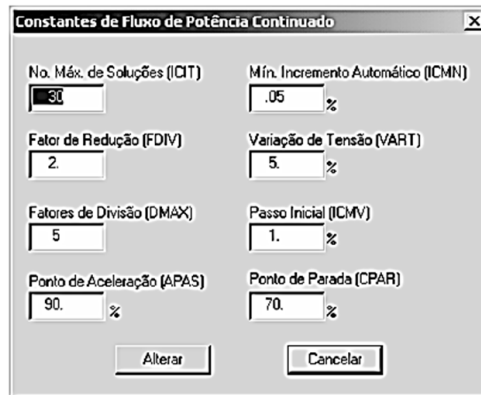 Constantes de Fluxo de Potência Continuado
No. Máx. de Soluções (ICIT) Mín. Incremento Automático (ICMN)
30 .05 %
Fator de Redução (FDIV) Variação de Tensão (VART)
2. 5. %
Fatores de Divisão (DMAX) Passo Inicial (ICMV)
5 1. %
Ponto de Aceleração (APAS) Ponto de Parada (CPAR)
90. % 70. %
Alterar Cancelar